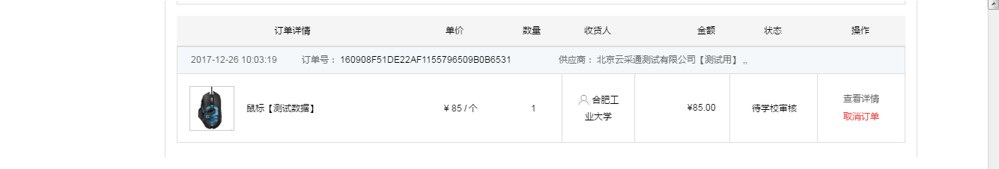 订单详情 单价 数量 收货人 金额 状态 操作
2017-12-26 10:03:19 订单号： 160908F51DE22AF1155796509B0B6531 供应商： 北京云采通测试有限公司【测试用】 ,,
鼠标【测试数据】 ¥ 85 / 个 1 合肥工 ¥85.00 待学校审核 查看详情
业大学 取消订单